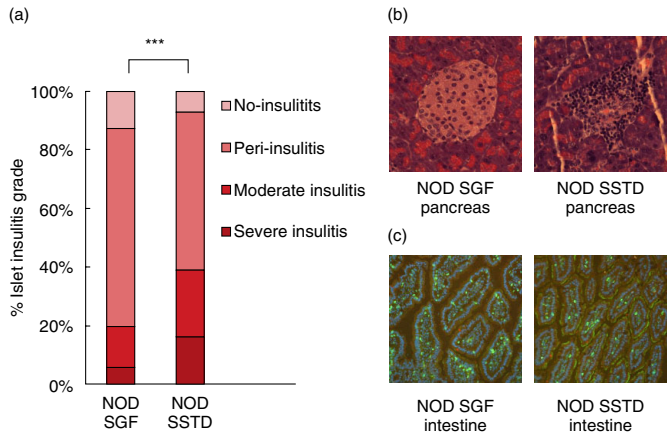 (a)
***
100%
80%
60%
40%
20%
0%
% Islet insulitis grade
No-insulitits
Peri-insulitis
Moderate insulitis
Severe insulitis
NOD
SGF
NOD
SSTD
(b)
NOD SGF
pancreas
NOD SSTD
pancreas
(c)
NOD SGF
intestine
NOD SSTD
intestine